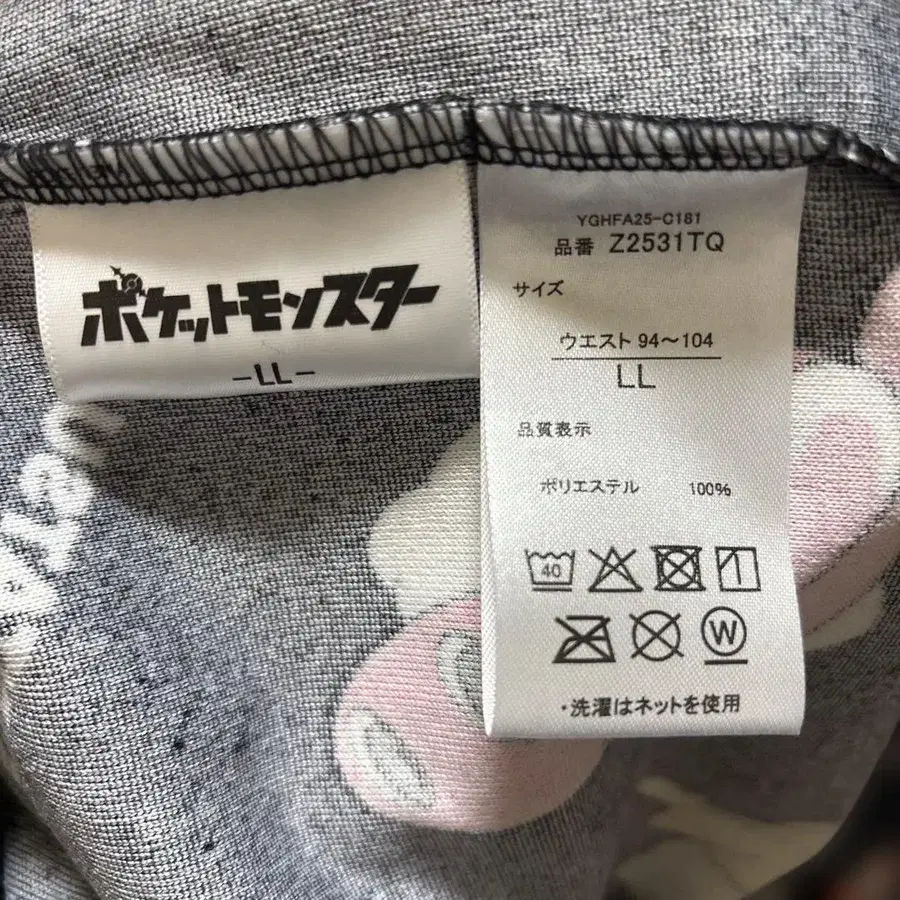 ポケットモンスター
-LL-
YGHFA25-C181
品番 Z2531TQ
サイズ
ウエスト 94~104
LL
品質表示
ポリエステル 100%
40
W
・洗濯はネットを使用